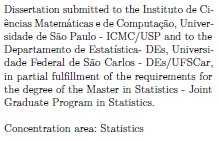 Dissertation submitted to the Instituto de Ci-
ências Matemáticas e de Computação, Univer-
sidade de São Paulo - ICMC/USP and to the
Departamento de Estatística- DEs, Universi-
dade Federal de São Carlos - DEs/UFSCar,
in partial fulfillment of the requirements for
the degree of the Master in Statistics - Joint
Graduate Program in Statistics.
Concentration area: Statistics